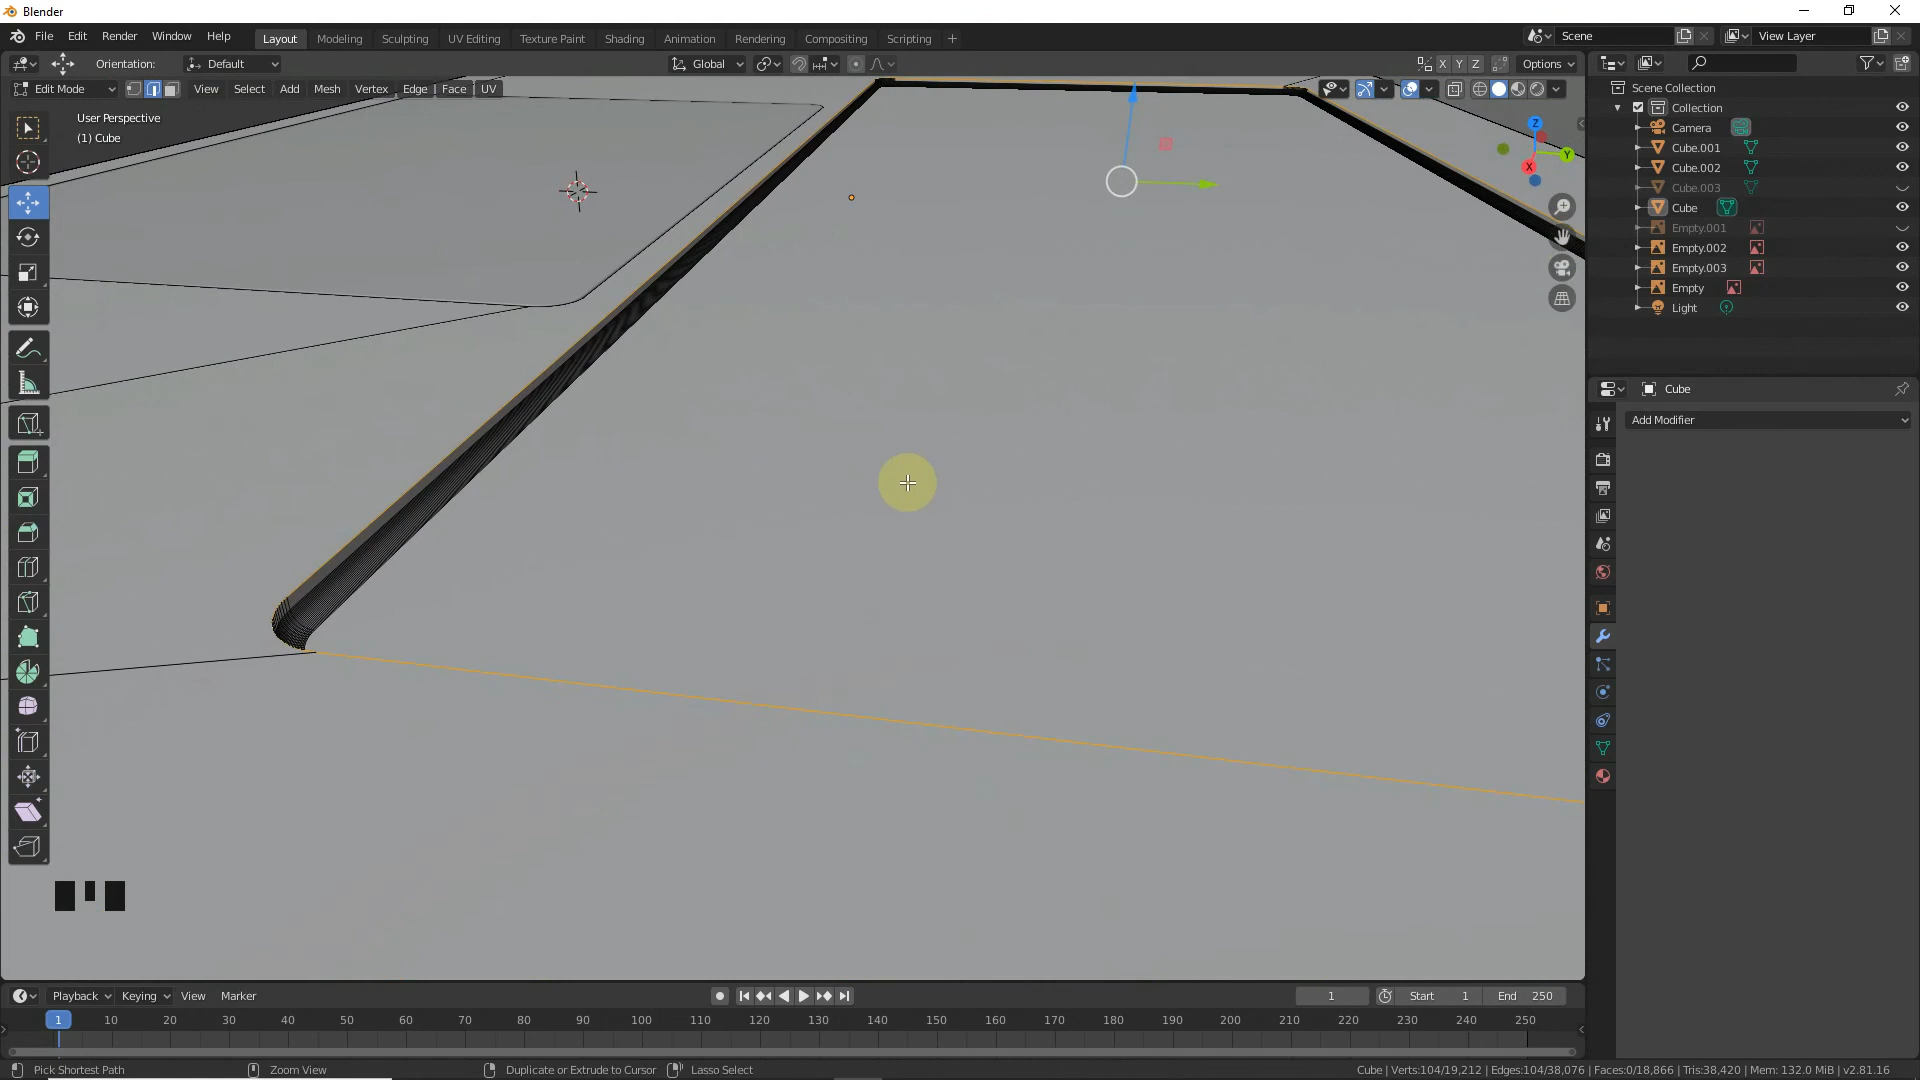 Blender
File Edit Render Window Help
Layout Modeling Sculpting UV Editing Texture Paint Shading Animation Rendering Compositing Scripting +
Scene
View Layer
Orientation: Default
Global
X Y Z
Options
Edit Mode
View Select Add Mesh Vertex Edge Face UV
User Perspective
(1) Cube
Z
Y
X
Scene Collection
Collection
Camera
Cube.001
Cube.002
Cube.003
Cube
Empty.001
Empty.002
Empty.003
Empty
Light
Cube
Add Modifier
Playback Keying View Marker
1
Start 1
End 250
1 10 20 30 40 50 60 70 80 90 100 110 120 130 140 150 160 170 180 190 200 210 220 230 240 250
Pick Shortest Path
Zoom View
Duplicate or Extrude to Cursor
Lasso Select
Cube | Verts:104/19,212 | Edges:104/38,076 | Faces:0/18,866 | Tris:38,420 | Mem: 132.0 MiB | v2.81.16